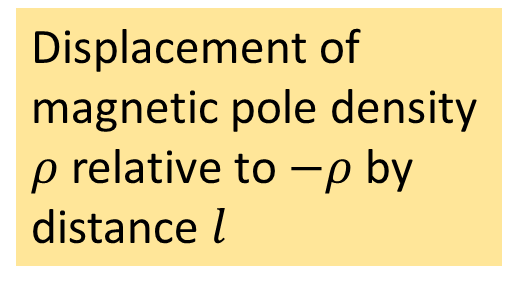 Displacement of
magnetic pole density
𝜌 relative to −𝜌 by
distance 𝑙